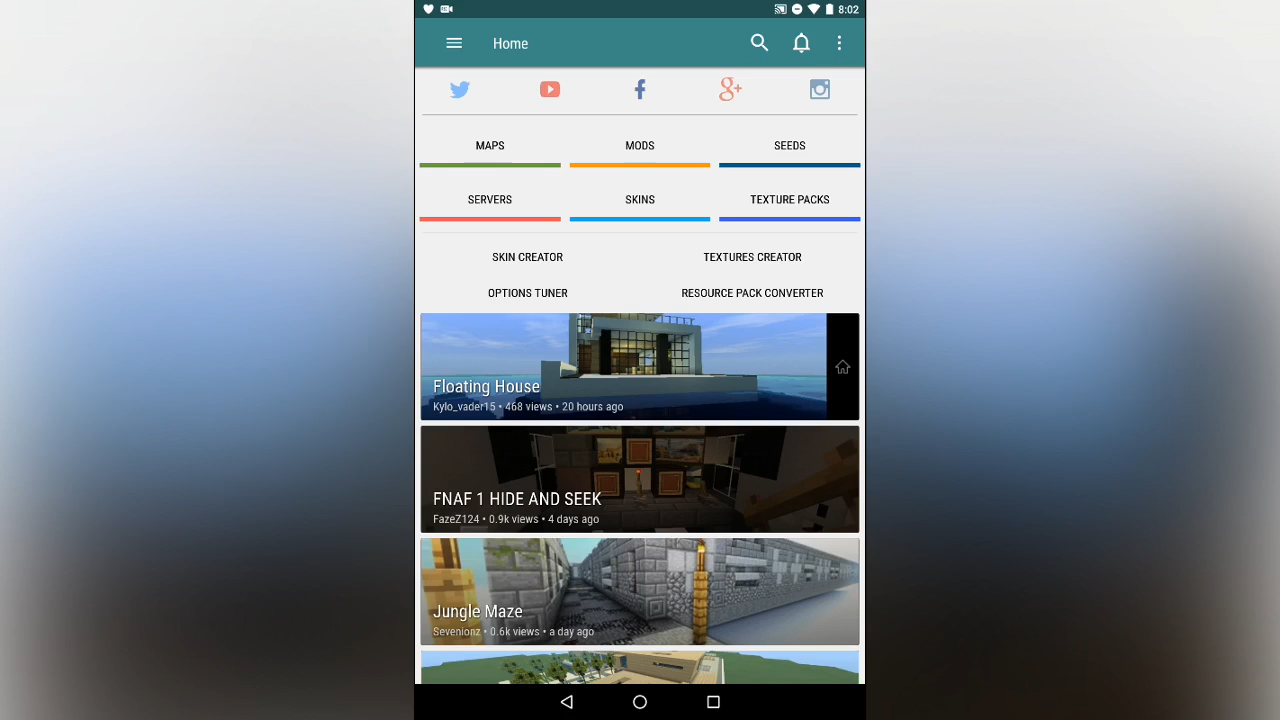 8:02
Home
MAPS MODS SEEDS
SERVERS SKINS TEXTURE PACKS
SKIN CREATOR TEXTURES CREATOR
OPTIONS TUNER RESOURCE PACK CONVERTER
Floating House
Kylo_vader15 • 468 views • 20 hours ago
FNAF 1 HIDE AND SEEK
FazeZ124 • 0.9k views • 4 days ago
Jungle Maze
Sevenionz • 0.6k views • a day ago